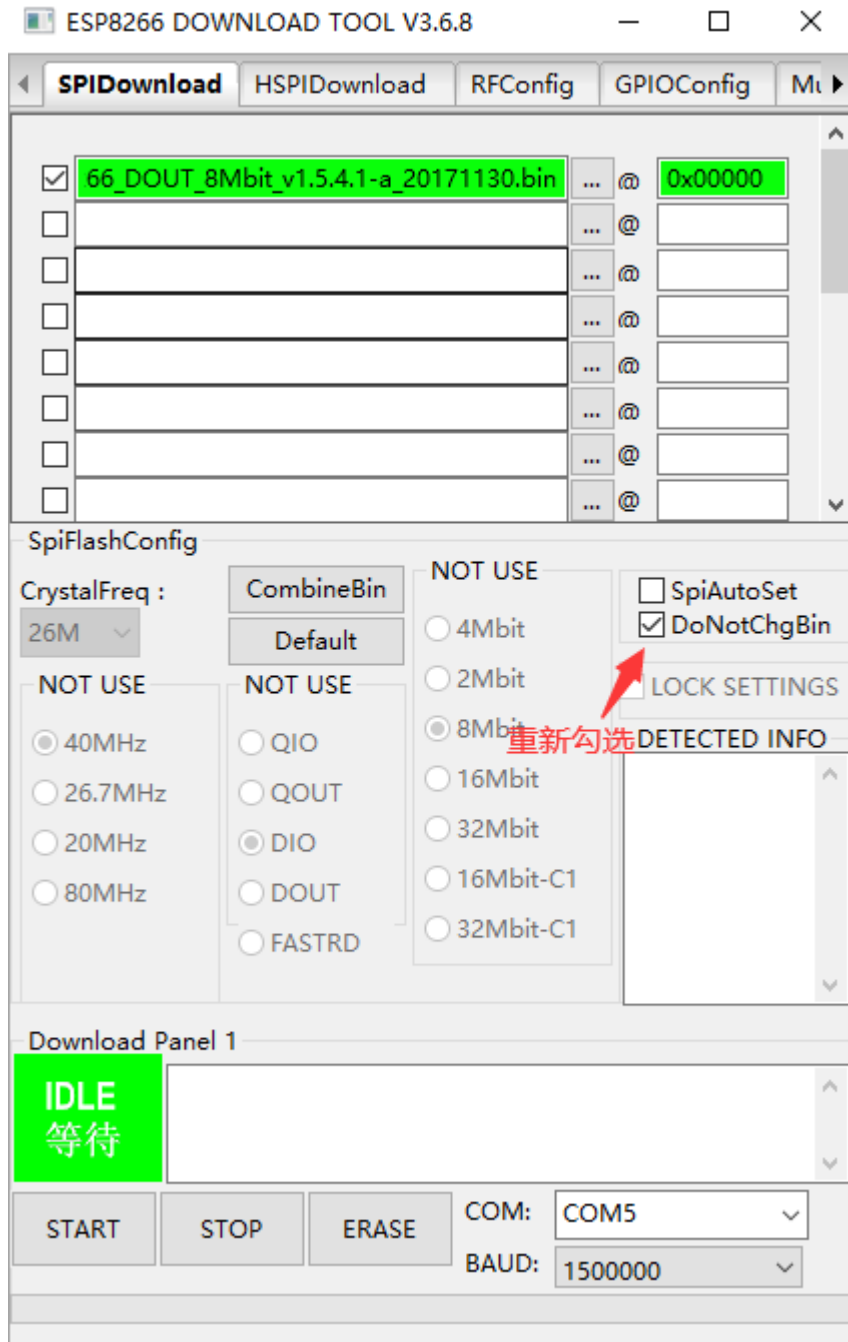 ESP8266 DOWNLOAD TOOL V3.6.8
SPIDownload HSPIDownload RFConfig GPIOConfig Mu
66_DOUT_8Mbit_v1.5.4.1-a_20171130.bin ... @ 0x00000
... @
... @
... @
... @
... @
... @
... @
SpiFlashConfig
CrystalFreq :
26M
CombineBin
Default
NOT USE
40MHz
26.7MHz
20MHz
80MHz
NOT USE
QIO
QOUT
DIO
DOUT
FASTRD
NOT USE
4Mbit
2Mbit
8Mbit
16Mbit
32Mbit
16Mbit-C1
32Mbit-C1
SpiAutoSet
DoNotChgBin
LOCK SETTINGS
重新勾选
DETECTED INFO
Download Panel 1
IDLE
等待
START STOP ERASE
COM: COM5
BAUD: 1500000